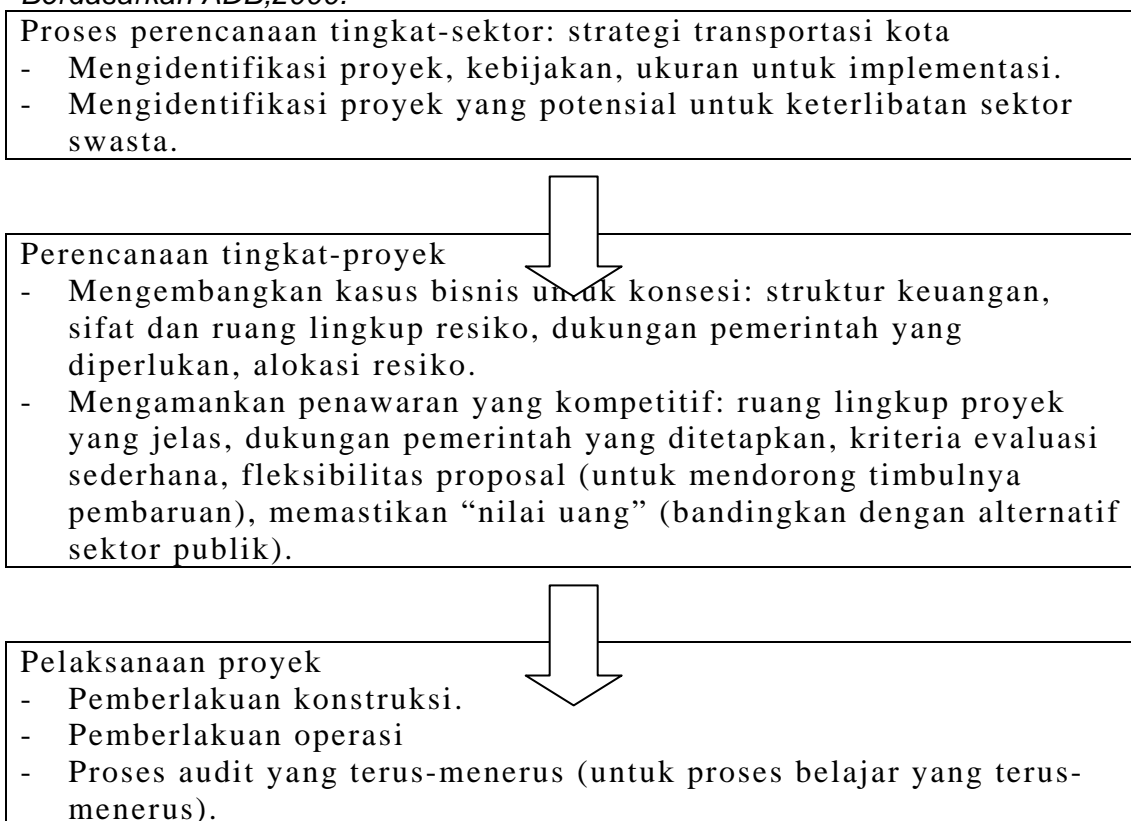 Berdasarkan ADB,2000.
Proses perencanaan tingkat-sektor: strategi transportasi kota
- Mengidentifikasi proyek, kebijakan, ukuran untuk implementasi.
- Mengidentifikasi proyek yang potensial untuk keterlibatan sektor
swasta.
Perencanaan tingkat-proyek
- Mengembangkan kasus bisnis untuk konsesi: struktur keuangan,
sifat dan ruang lingkup resiko, dukungan pemerintah yang
diperlukan, alokasi resiko.
- Mengamankan penawaran yang kompetitif: ruang lingkup proyek
yang jelas, dukungan pemerintah yang ditetapkan, kriteria evaluasi
sederhana, fleksibilitas proposal (untuk mendorong timbulnya
pembaruan), memastikan “nilai uang” (bandingkan dengan alternatif
sektor publik).
Pelaksanaan proyek
- Pemberlakuan konstruksi.
- Pemberlakuan operasi
- Proses audit yang terus-menerus (untuk proses belajar yang terus-
menerus).